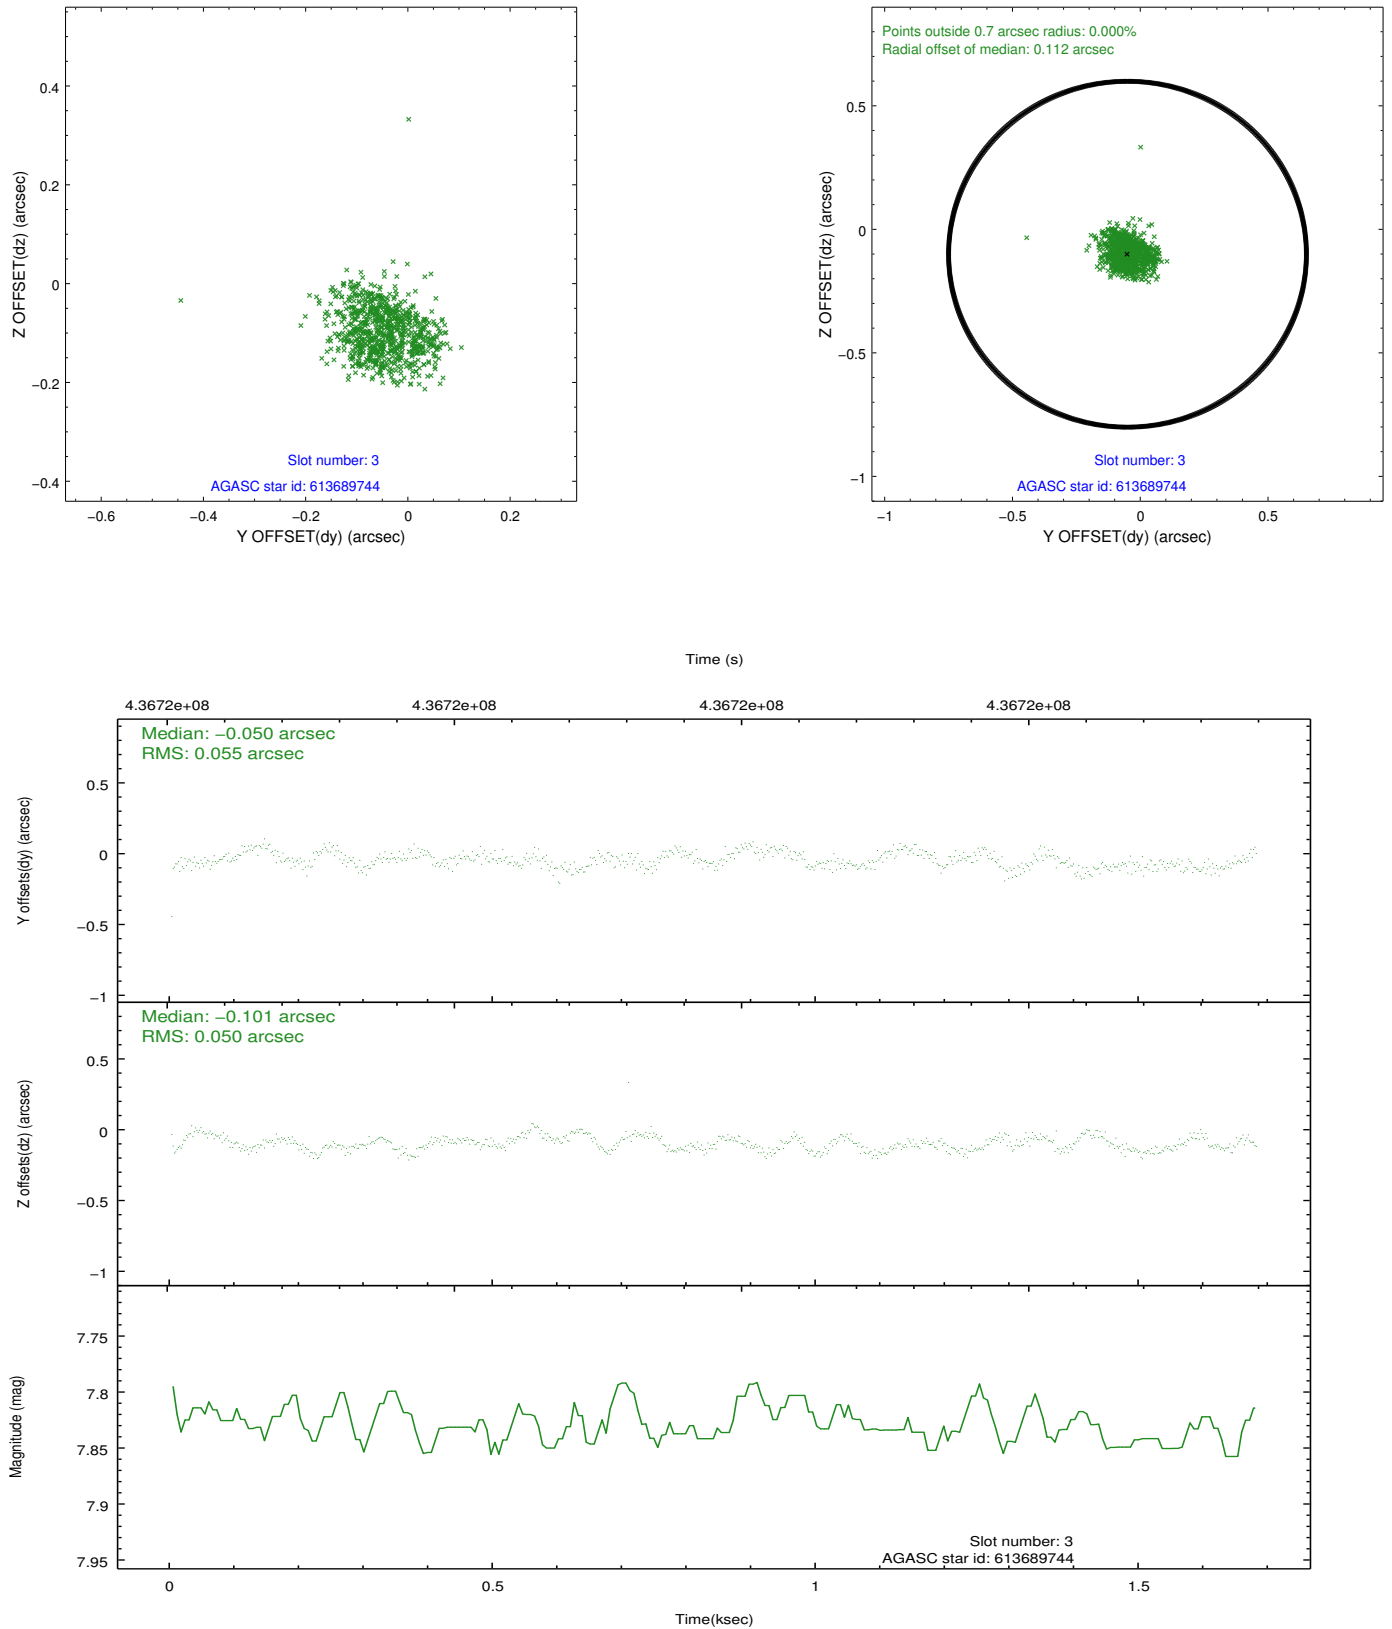 0.4
0.2
0
−0.2
−0.4
Z OFFSET(dz) (arcsec)
Slot number: 3
AGASC star id: 613689744
−0.6 −0.4 −0.2 0 0.2
Y OFFSET(dy) (arcsec)
Points outside 0.7 arcsec radius: 0.000%
Radial offset of median: 0.112 arcsec
0.5
0
−0.5
−1
Z OFFSET(dz) (arcsec)
Slot number: 3
AGASC star id: 613689744
−1 −0.5 0 0.5
Y OFFSET(dy) (arcsec)
Time (s)
4.3672e+08 4.3672e+08 4.3672e+08 4.3672e+08
Median: −0.050 arcsec
RMS: 0.055 arcsec
0.5
0
−0.5
−1
Y offsets(dy) (arcsec)
Median: −0.101 arcsec
RMS: 0.050 arcsec
0.5
0
−0.5
−1
Z offsets(dz) (arcsec)
7.75
7.8
7.85
7.9
7.95
Magnitude (mag)
Slot number: 3
AGASC star id: 613689744
0 0.5 1 1.5
Time(ksec)